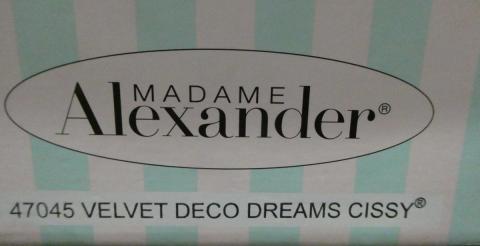 MADAME
Alexander®
47045 VELVET DECO DREAMS CISSY®